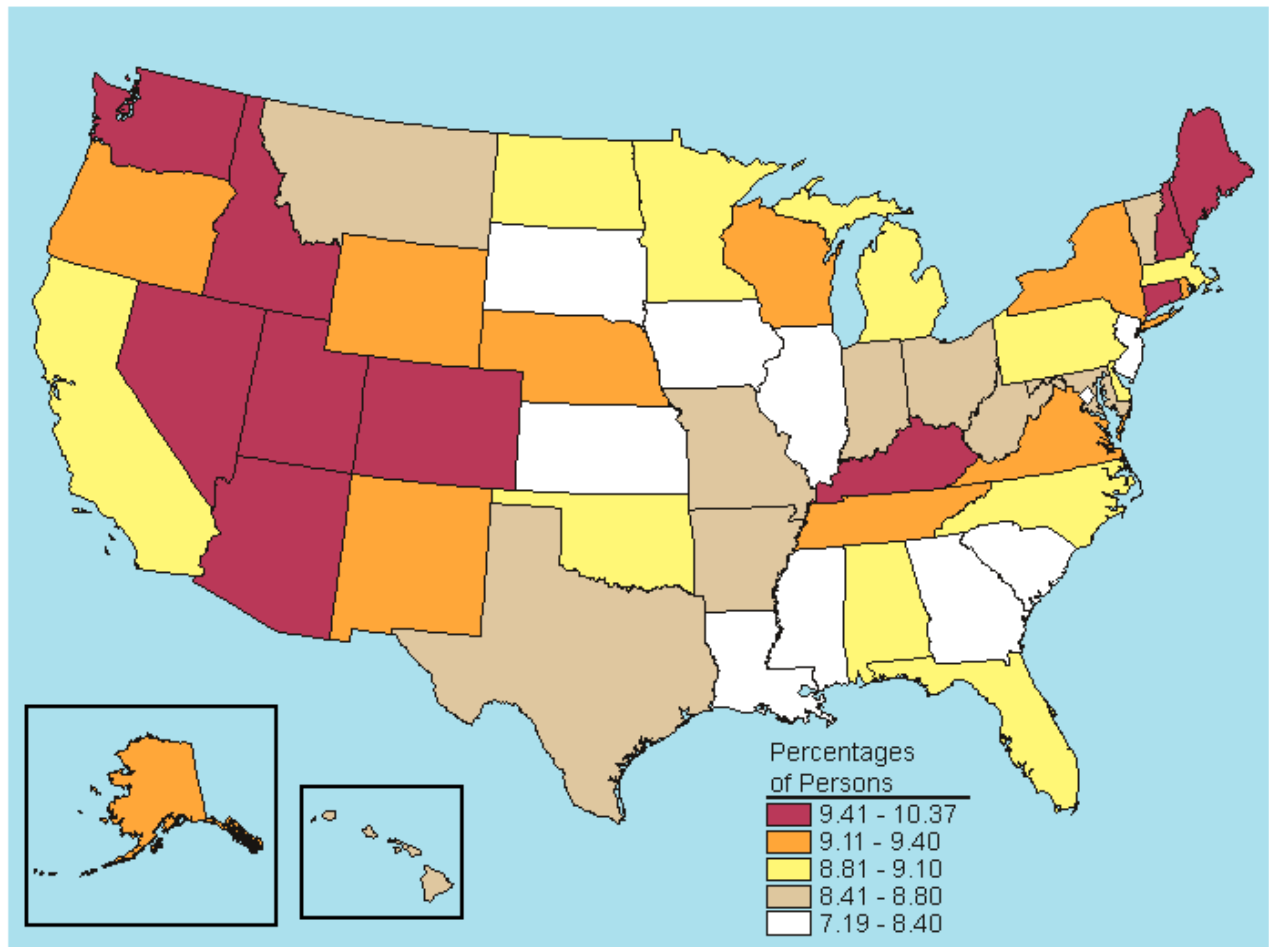 Percentages
of Persons
9.41 - 10.37
9.11 - 9.40
8.81 - 9.10
8.41 - 8.80
7.19 - 8.40